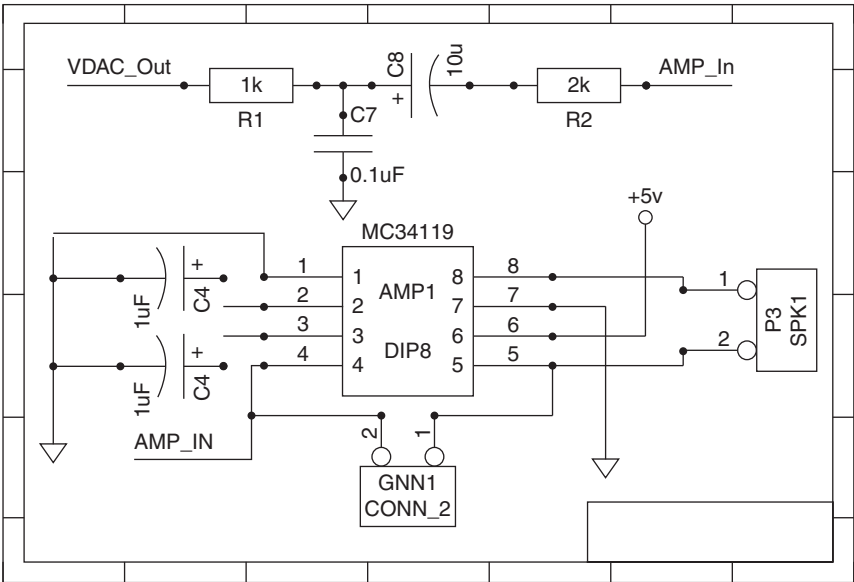 VDAC_Out
1k
R1
C8
+
10u
2k
R2
AMP_In
C7
0.1uF
+5v
MC34119
1
1
8
8
AMP1
2
2
7
7
3
3
6
6
DIP8
4
4
5
5
1uF
+
C4
1uF
+
C4
1
2
P3
SPK1
AMP_IN
2
1
GNN1
CONN_2